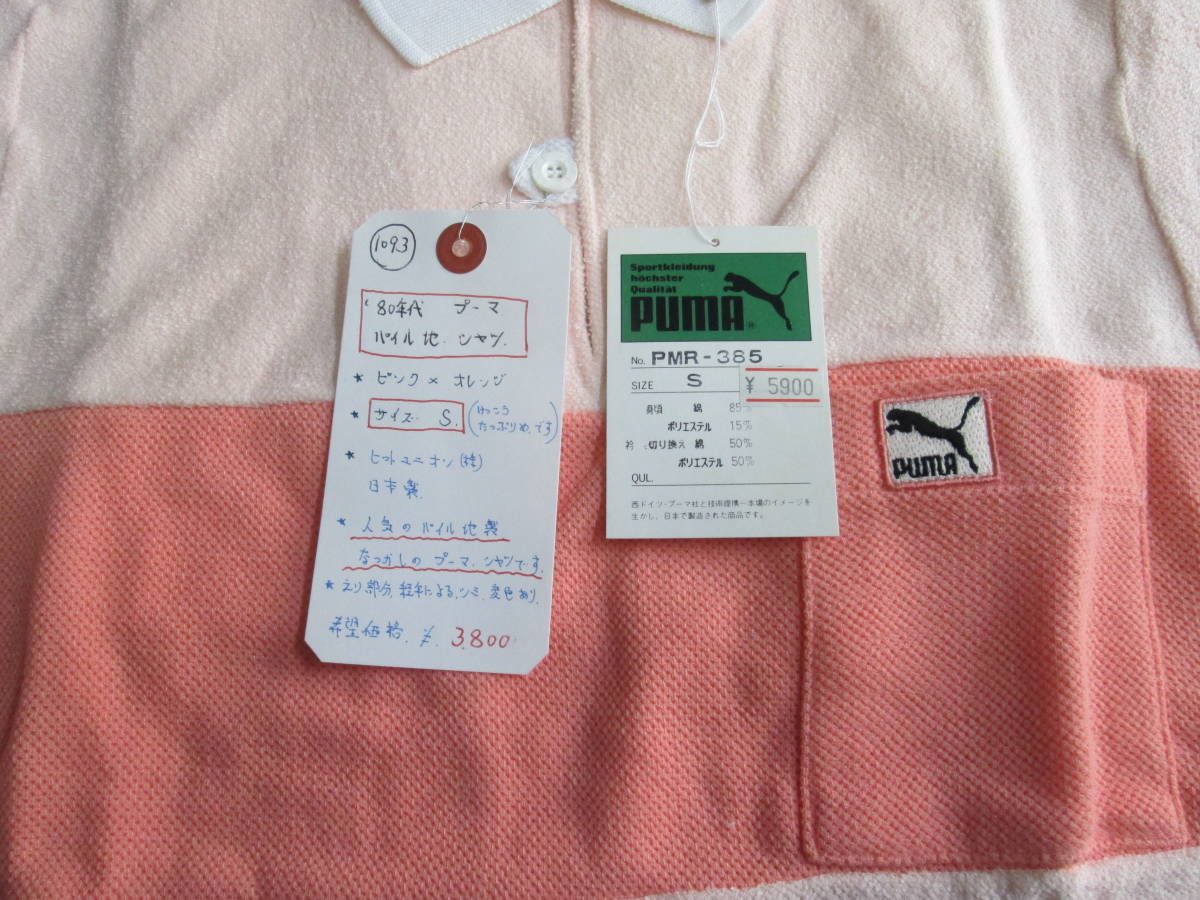 1093
'80年代 プーマ
パイル地 シャツ.
★ ピンク × オレンジ
★ サイズ S. (けっこう
たっぷりめ.です)
★ ヒットユニオン(株)
日本製.
★ 人気のパイル地製
なつかしの プーマ.シャツです.
★ えり部分.経年による.シミ.変色あり.
希望価格. ¥. 3,800
Sportkleidung
höchster
Qualität
PUMA®
No. PMR-385
SIZE S
¥ 5900
身頃 綿 85%
ポリエステル 15%
衿・切り換え 綿 50%
ポリエステル 50%
QUL.
西ドイツ・プーマ社と技術提携―本場のイメージを
生かし、日本で製造された商品です。
PUMA